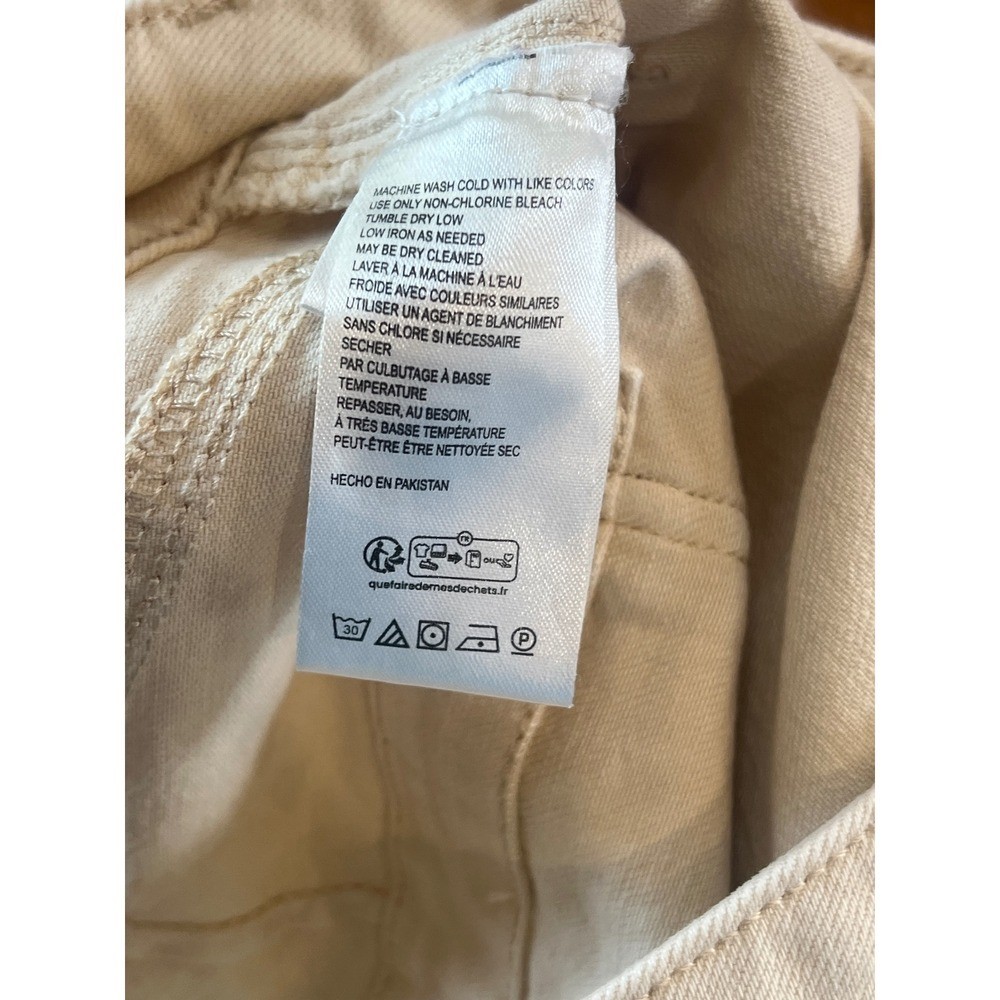 MACHINE WASH COLD WITH LIKE COLORS
USE ONLY NON-CHLORINE BLEACH
TUMBLE DRY LOW
LOW IRON AS NEEDED
MAY BE DRY CLEANED
LAVER À LA MACHINE À L'EAU
FROIDE AVEC COULEURS SIMILAIRES
UTILISER UN AGENT DE BLANCHIMENT
SANS CHLORE SI NÉCESSAIRE
SECHER
PAR CULBUTAGE À BASSE
TEMPERATURE
REPASSER, AU BESOIN,
À TRÉS BASSE TEMPÉRATURE
PEUT-ÊTRE ÊTRE NETTOYÉE SEC
HECHO EN PAKISTAN
FR
OU
quefairedemesdechets.fr
30 P